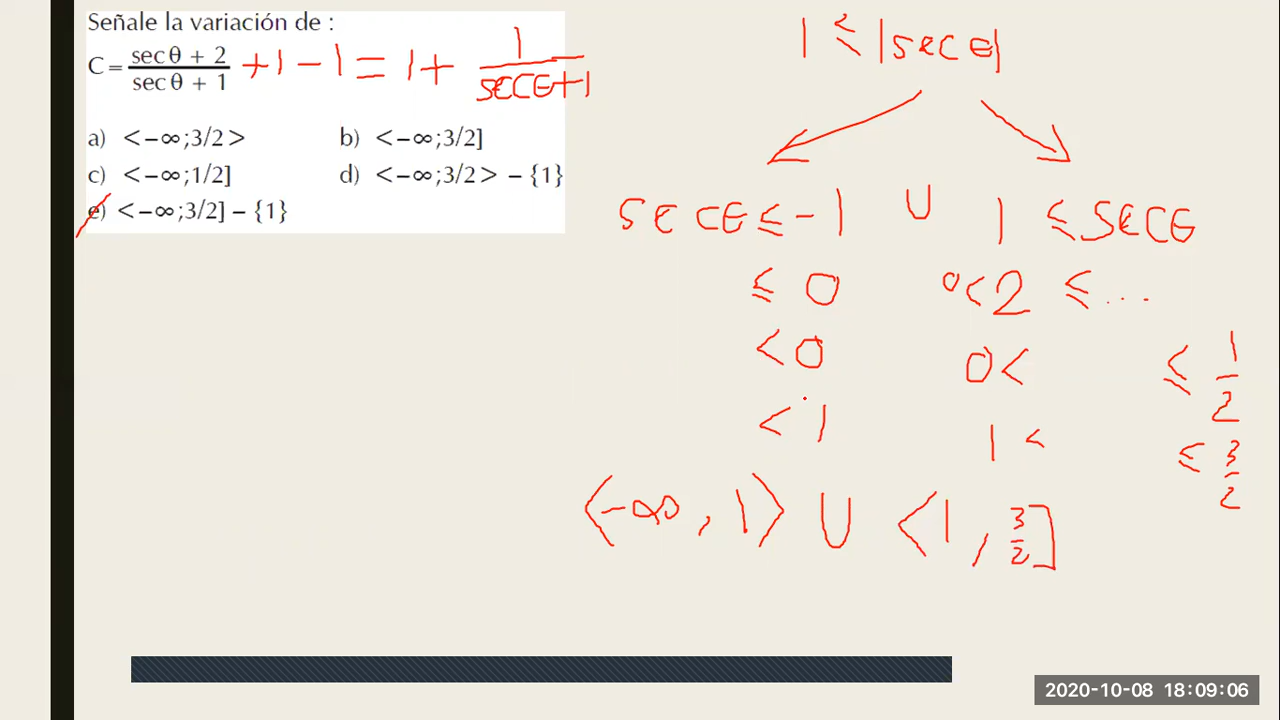 Señale la variación de :
C = (sec θ + 2)/(sec θ + 1) + 1 − 1 = 1 + 1/(SECΘ+1)
a) <−∞;3/2>
b) <−∞;3/2]
c) <−∞;1/2]
d) <−∞;3/2> − {1}
e) <−∞;3/2] − {1}
1 ≤ |SECΘ|
SECΘ ≤ −1 ∪ 1 ≤ SECΘ
≤ 0 0 < 2 ≤ ...
< 0 0 < ≤ 1/2
< 1 1 < ≤ 3/2
<−∞, 1> ∪ <1, 3/2]
2020-10-08 18:09:06